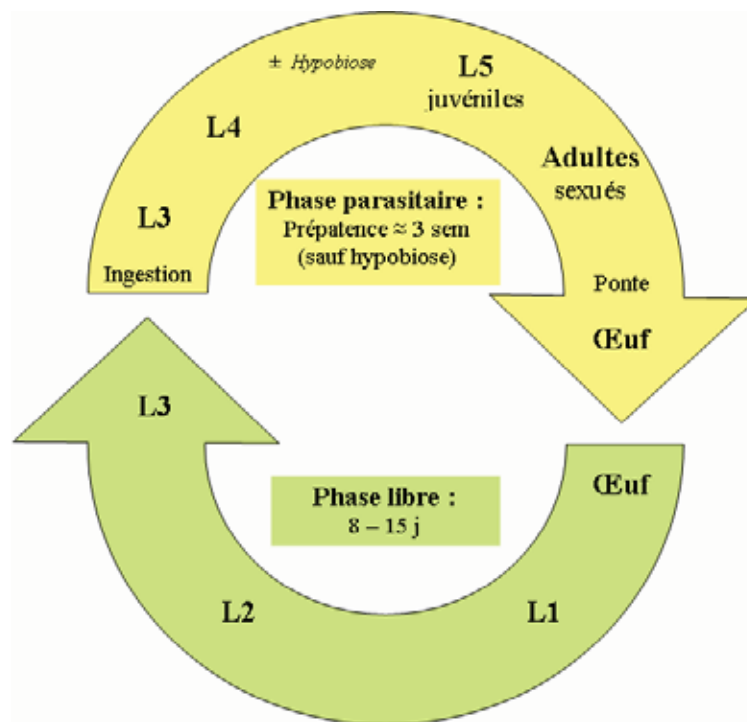 ± Hypobiose
L5
juvéniles
L4
Adultes
sexués
L3
Ingestion
Phase parasitaire :
Prépatence ≈ 3 sem
(sauf hypobiose)
Ponte
Œuf
L3
Phase libre :
8 – 15 j
Œuf
L2
L1